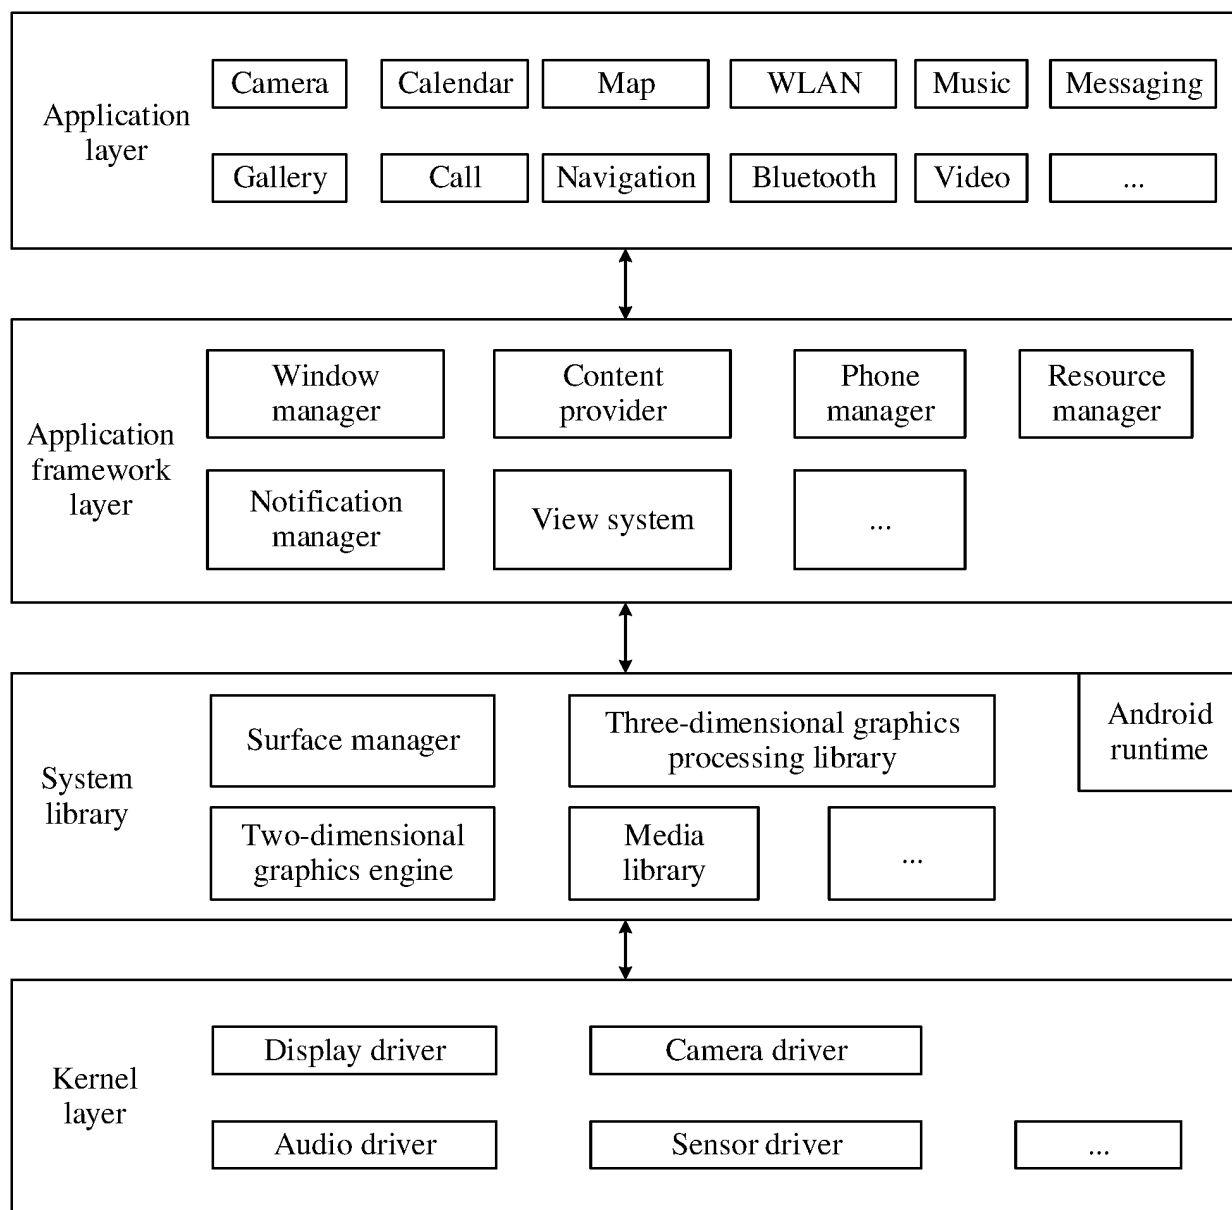 Camera
Calendar
Map
WLAN
Music
Messaging
Application
layer
Gallery
Call
Navigation
Bluetooth
Video
...
Window
manager
Content
provider
Phone
manager
Resource
manager
Application
framework
layer
Notification
manager
View system
...
Surface manager
Three-dimensional graphics
processing library
Android
runtime
System
library
Two-dimensional
graphics engine
Media
library
...
Display driver
Camera driver
Kernel
layer
Audio driver
Sensor driver
...